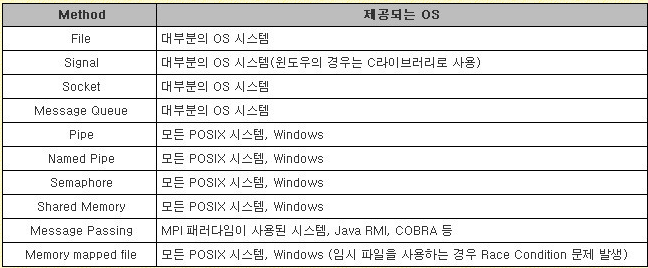 Method 제공되는 OS
File 대부분의 OS 시스템
Signal 대부분의 OS 시스템(윈도우의 경우는 C라이브러리로 사용)
Socket 대부분의 OS 시스템
Message Queue 대부분의 OS 시스템
Pipe 모든 POSIX 시스템, Windows
Named Pipe 모든 POSIX 시스템, Windows
Semaphore 모든 POSIX 시스템, Windows
Shared Memory 모든 POSIX 시스템, Windows
Message Passing MPI 패러다임이 사용된 시스템, Java RMI, COBRA 등
Memory mapped file 모든 POSIX 시스템, Windows (임시 파일을 사용하는 경우 Race Condition 문제 발생)